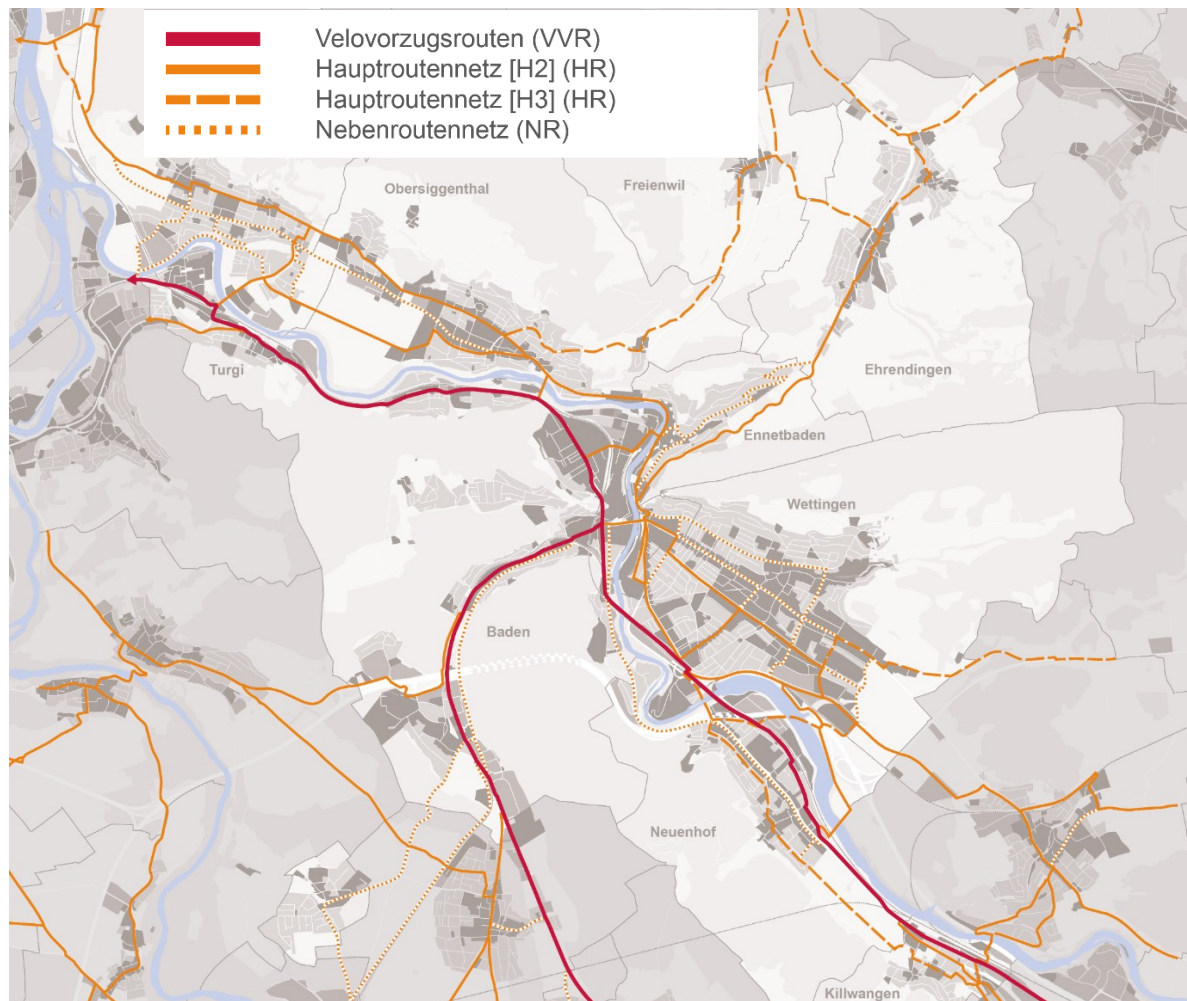 Velovorzugsrouten (VVR)
Hauptroutennetz [H2] (HR)
Hauptroutennetz [H3] (HR)
Nebenroutennetz (NR)
Obersiggenthal
Freienwil
Turgi
Ehrendingen
Ennetbaden
Wettingen
Baden
Neuenhof
Killwangen